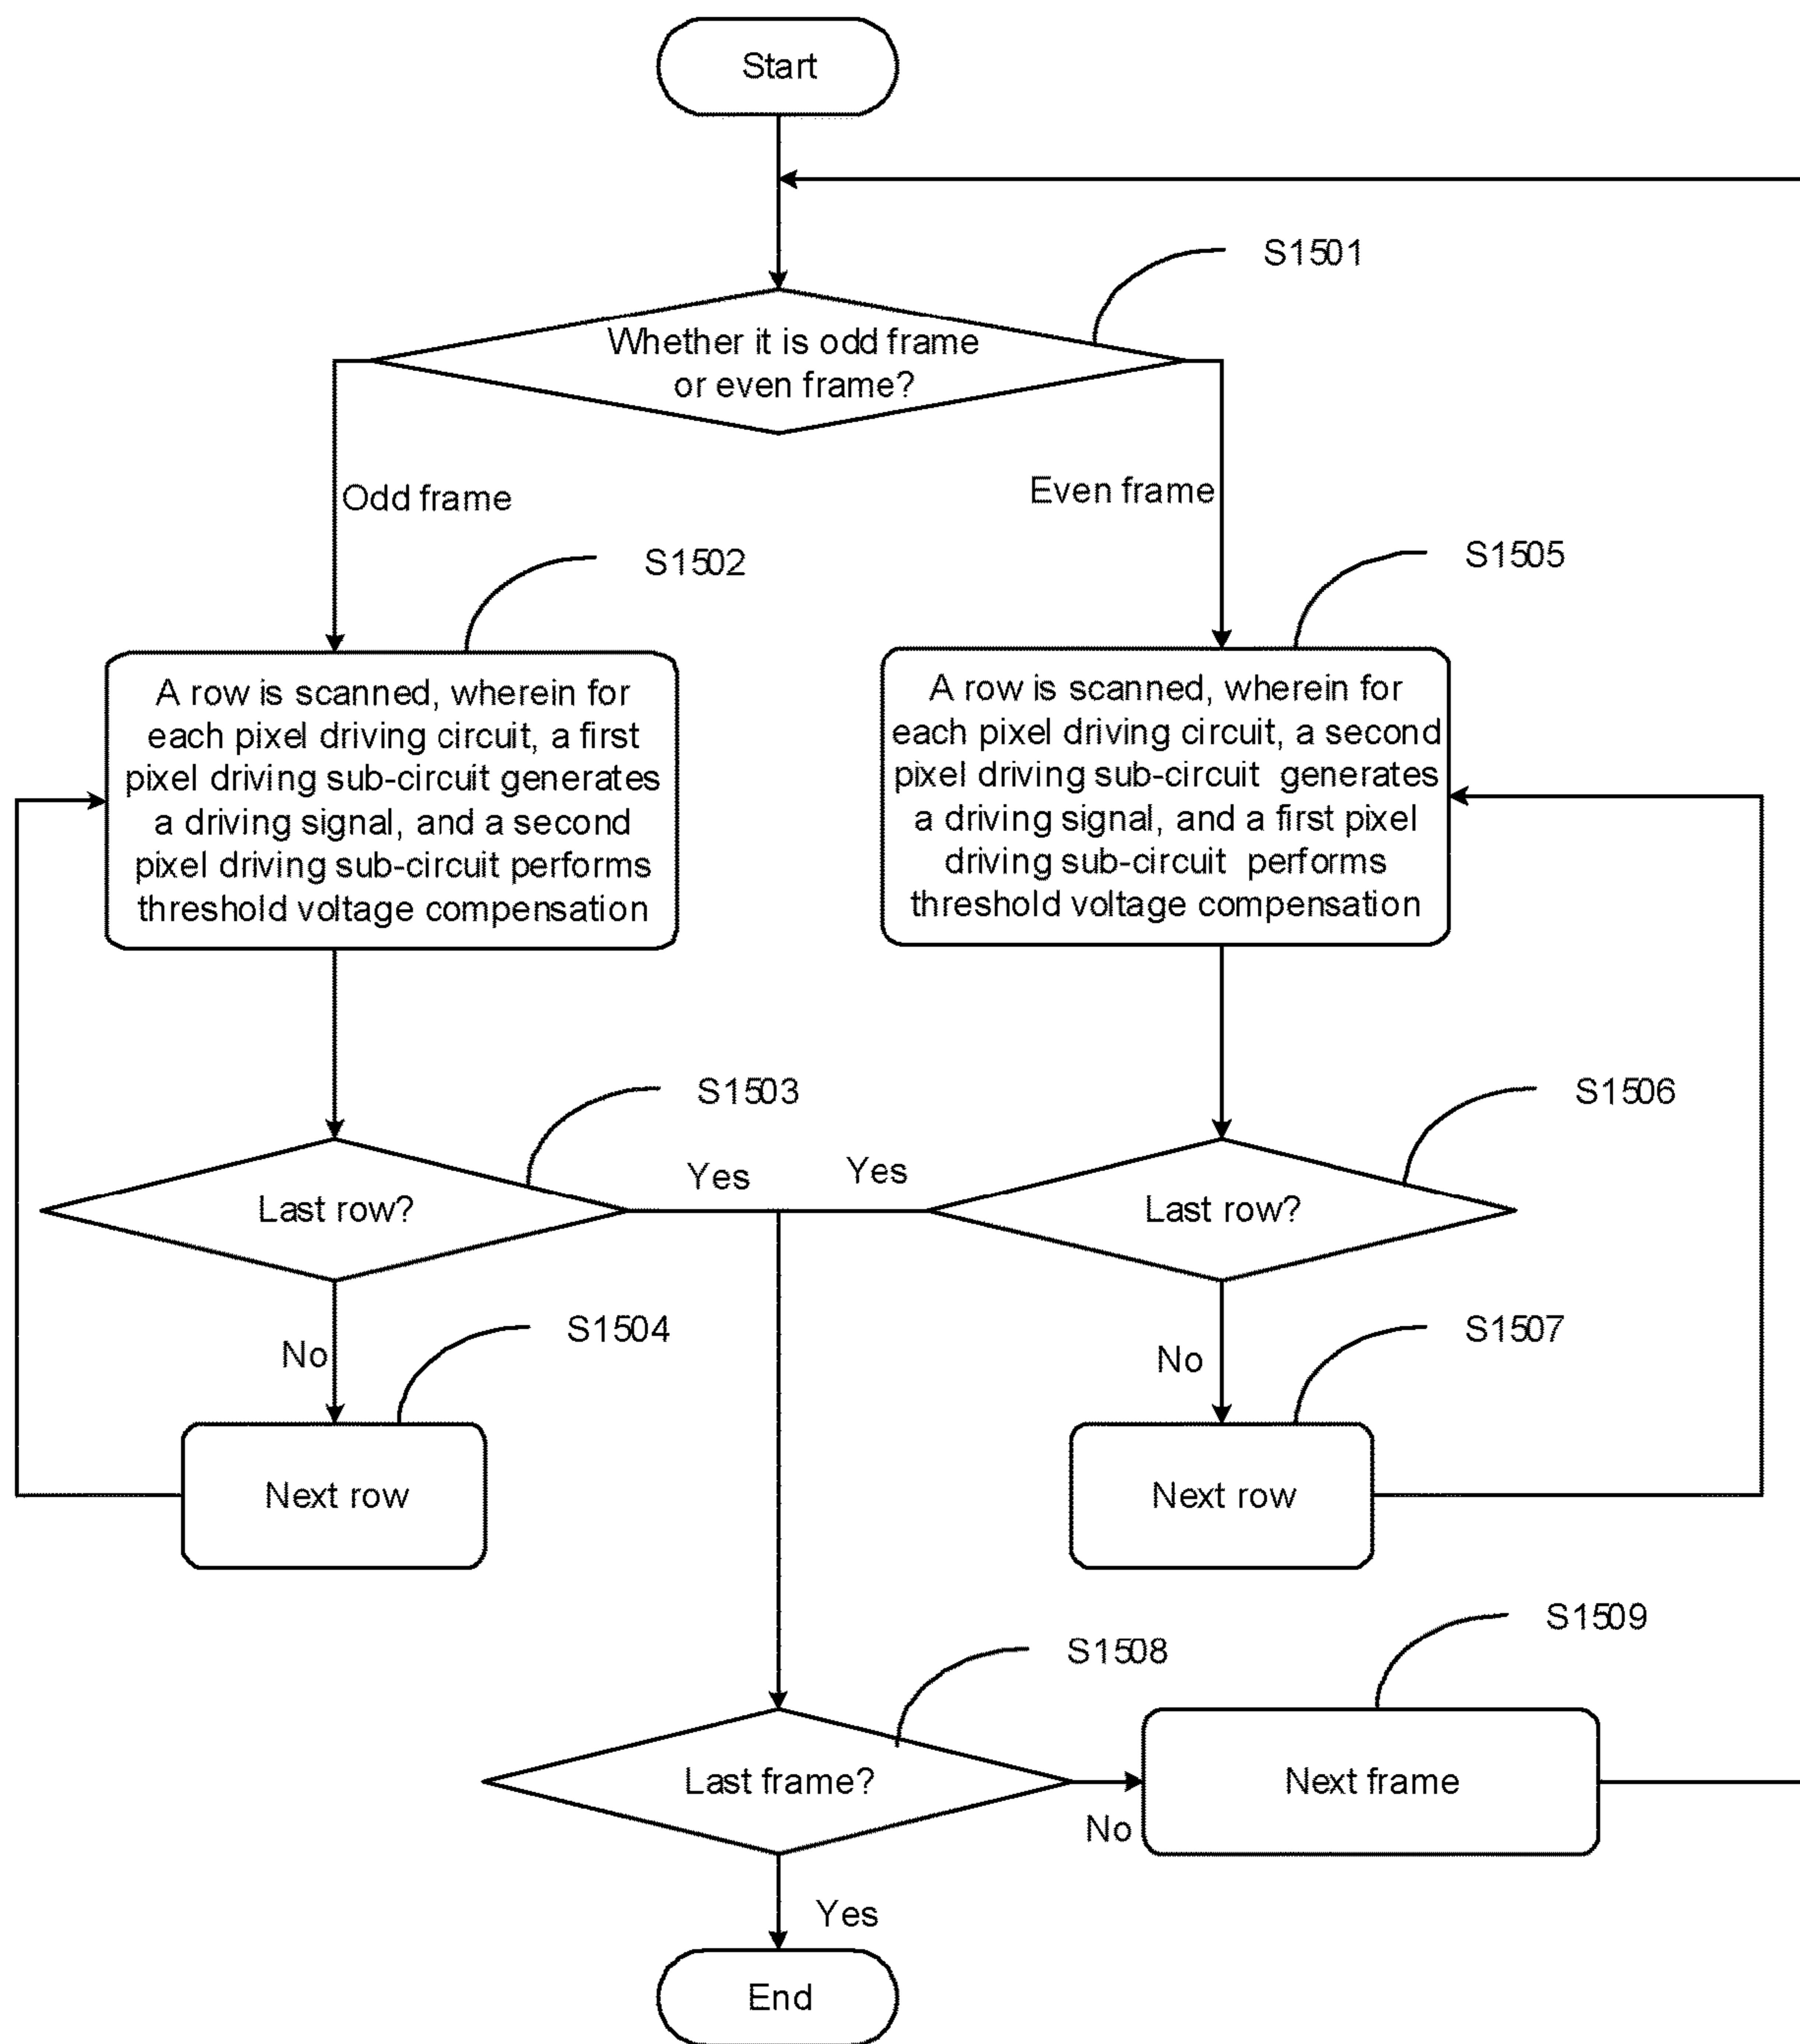 Start
S1501
Whether it is odd frame
or even frame?
Odd frame
Even frame
S1502
S1505
A row is scanned, wherein for
each pixel driving circuit, a first
pixel driving sub-circuit generates
a driving signal, and a second
pixel driving sub-circuit performs
threshold voltage compensation
A row is scanned, wherein for
each pixel driving circuit, a second
pixel driving sub-circuit generates
a driving signal, and a first pixel
driving sub-circuit performs
threshold voltage compensation
S1503
S1506
Last row?
Yes
Yes
Last row?
No
S1504
No
S1507
Next row
Next row
S1508
S1509
Last frame?
No
Next frame
Yes
End